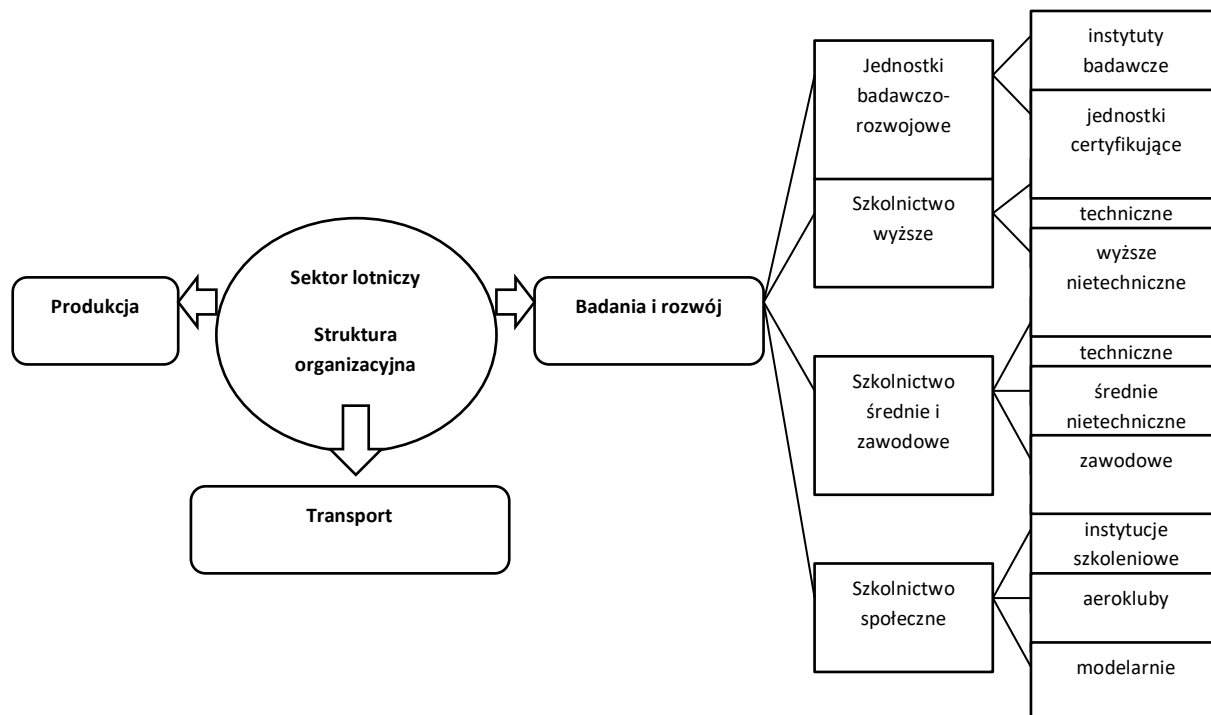 Sektor lotniczy
Struktura
organizacyjna
Produkcja
Transport
Badania i rozwój
Jednostki
badawczo-
rozwojowe
instytuty
badawcze
jednostki
certyfikujące
Szkolnictwo
wyższe
techniczne
wyższe
nietechniczne
Szkolnictwo
średnie i
zawodowe
techniczne
średnie
nietechniczne
zawodowe
Szkolnictwo
społeczne
instytucje
szkoleniowe
aerokluby
modelarnie